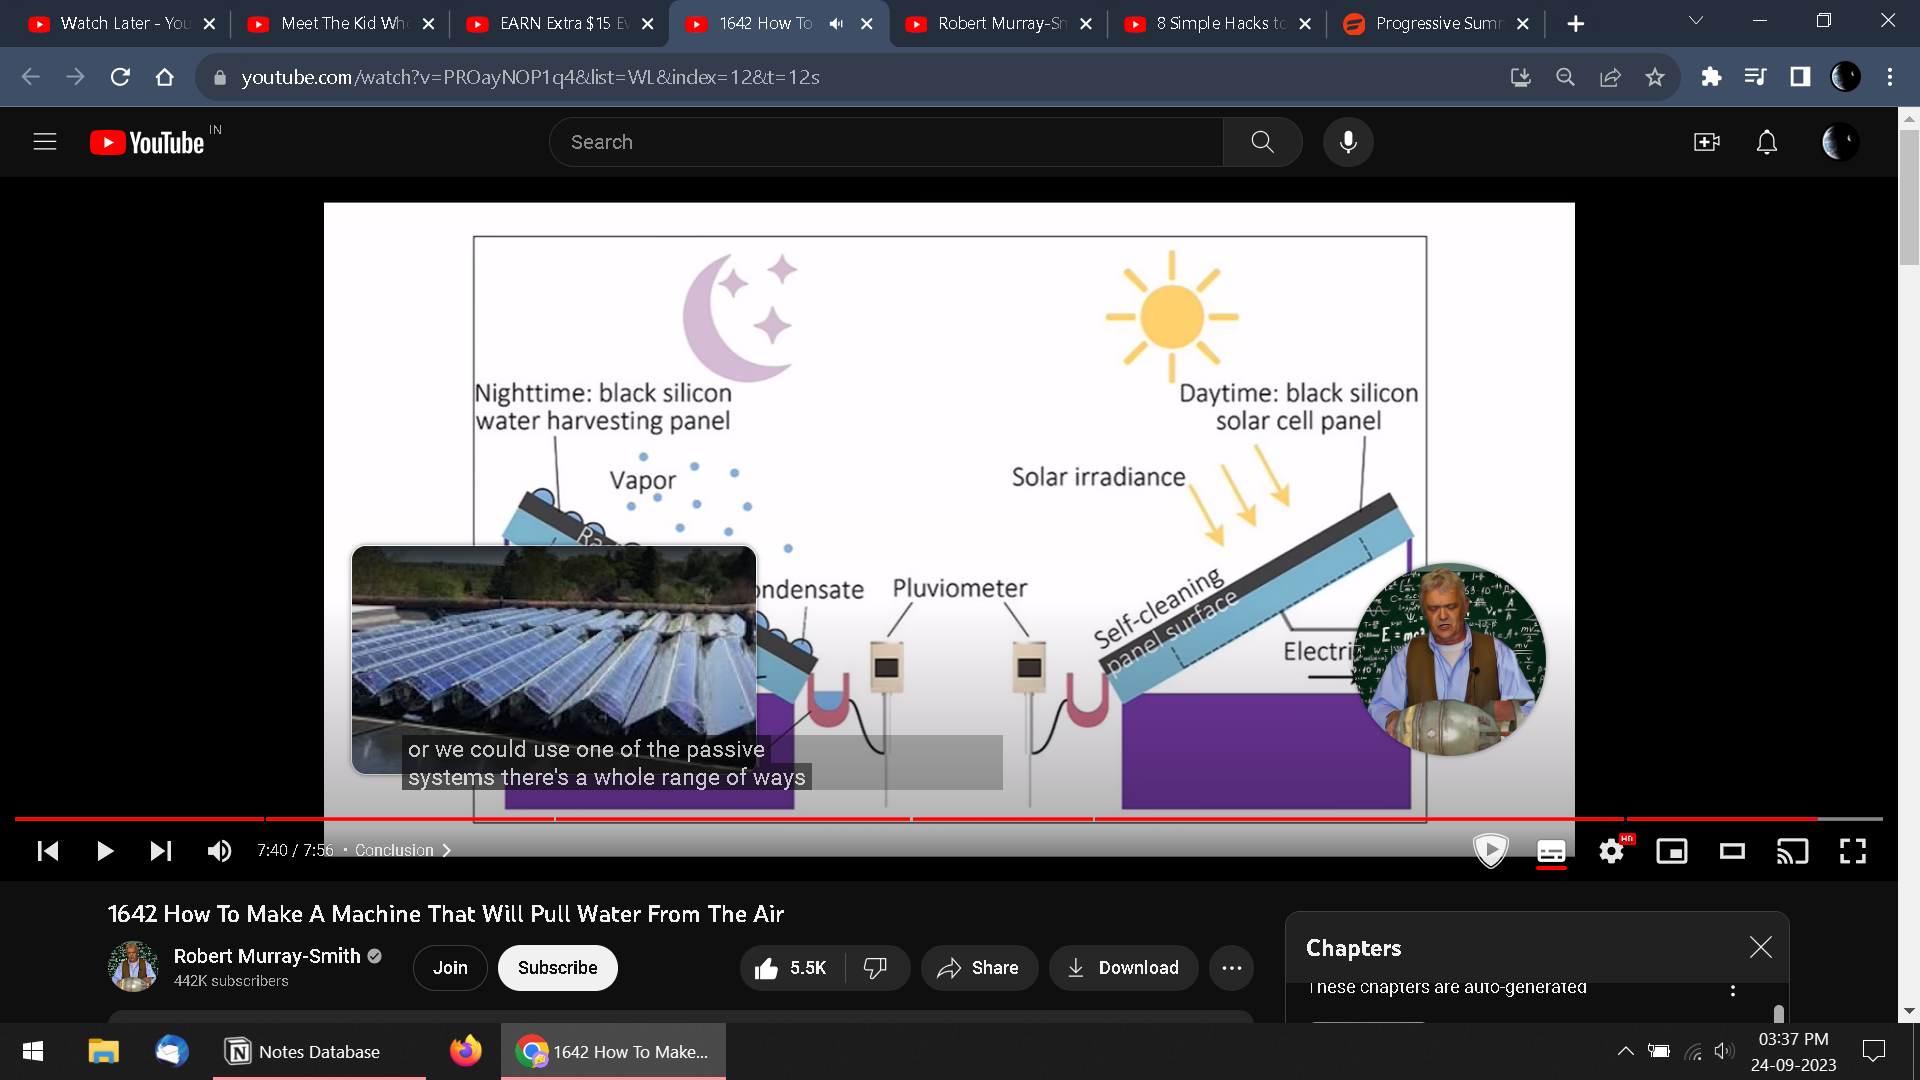 Watch Later - You
Meet The Kid Wh
EARN Extra $15 E
1642 How To
Robert Murray-Sm
8 Simple Hacks to
Progressive Sum
youtube.com/watch?v=PROayNOP1q4&list=WL&index=12&t=12s
YouTube IN
Search
Nighttime: black silicon
water harvesting panel
Daytime: black silicon
solar cell panel
Vapor
Solar irradiance
Ra
ondensate
Pluviometer
Self-cleaning
panel surface
Electri
E = mc
or we could use one of the passive
systems there's a whole range of ways
7:40 / 7:56 • Conclusion
HD
1642 How To Make A Machine That Will Pull Water From The Air
Robert Murray-Smith
442K subscribers
Join
Subscribe
5.5K
Share
Download
Chapters
These chapters are auto-generated
Notes Database
1642 How To Make...
03:37 PM
24-09-2023